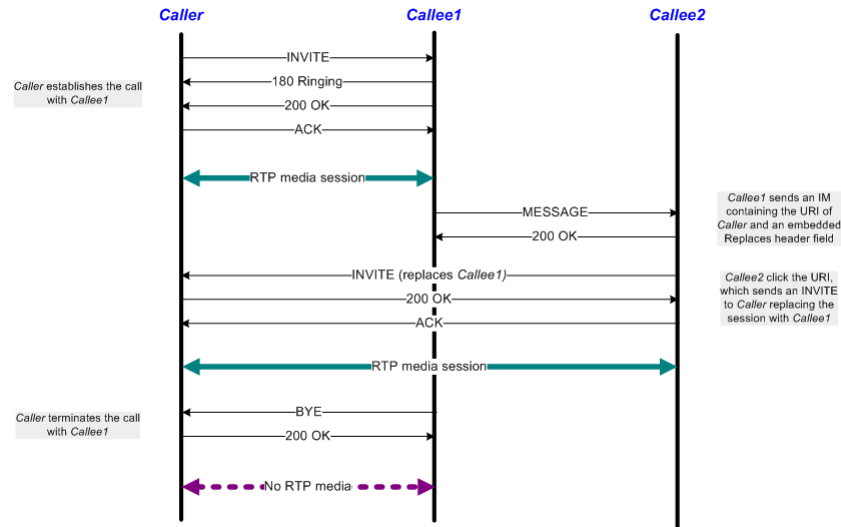 Caller Callee1 Callee2
INVITE
180 Ringing
Caller establishes the call
with Callee1
200 OK
ACK
RTP media session
MESSAGE
200 OK
Callee1 sends an IM
containing the URI of
Caller and an embedded
Replaces header field
INVITE (replaces Callee1)
200 OK
ACK
Callee2 click the URI,
which sends an INVITE
to Caller replacing the
session with Callee1
RTP media session
BYE
Caller terminates the call
with Callee1
200 OK
No RTP media